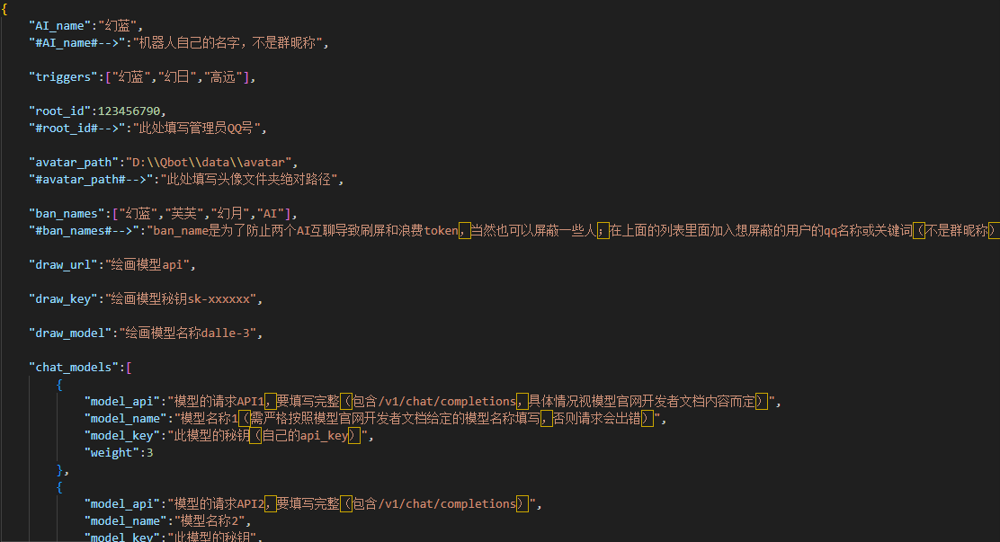 {
"AI_name":"幻蓝",
"#AI_name#-->":"机器人自己的名字，不是群昵称",
"triggers":["幻蓝","幻日","高远"],
"root_id":123456790,
"#root_id#-->":"此处填写管理员QQ号",
"avatar_path":"D:\\Qbot\\data\\avatar",
"#avatar_path#-->":"此处填写头像文件夹绝对路径",
"ban_names":["幻蓝","芙芙","幻月","AI"],
"#ban_names#-->":"ban_name是为了防止两个AI互聊导致刷屏和浪费token，当然也可以屏蔽一些人；在上面的列表里面加入想屏蔽的用户的qq名称或关键词（不是群昵称）
"draw_url":"绘画模型api",
"draw_key":"绘画模型秘钥sk-xxxxxx",
"draw_model":"绘画模型名称dalle-3",
"chat_models":[
{
"model_api":"模型的请求API1，要填写完整（包含/v1/chat/completions，具体情况视模型官网开发者文档内容而定）",
"model_name":"模型名称1（需严格按照模型官网开发者文档给定的模型名称填写，否则请求会出错）",
"model_key":"此模型的秘钥（自己的api_key）",
"weight":3
},
{
"model_api":"模型的请求API2，要填写完整（包含/v1/chat/completions）",
"model_name":"模型名称2",
"model_key":"此模型的秘钥",